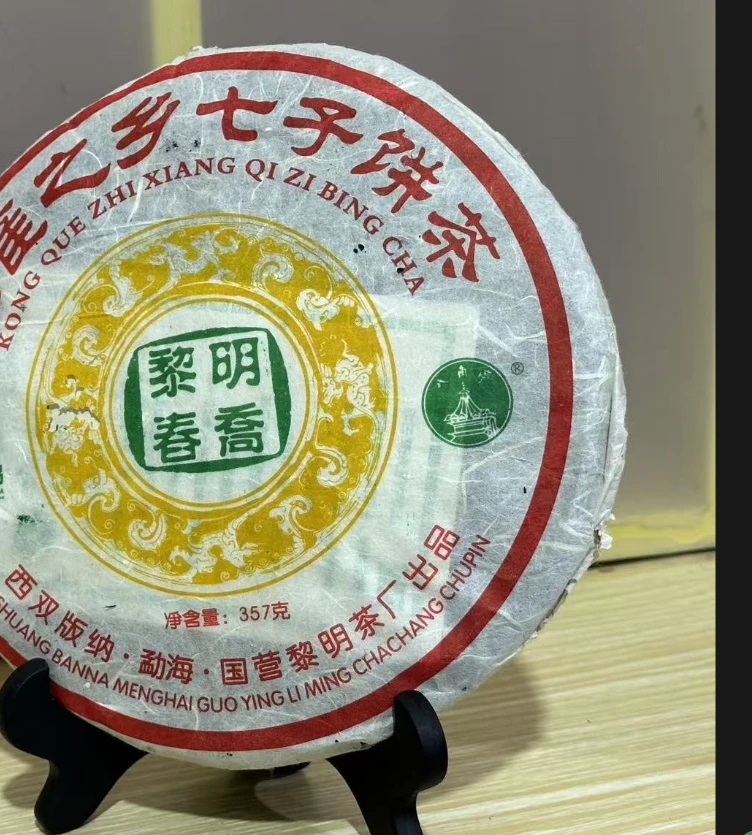 雀之乡七子饼茶
KONG QUE ZHI XIANG QI ZI BING CHA
黎明
春喬
®
净含量：357克
西双版纳·勐海·国营黎明茶厂出品
SHUANG BANNA MENGHAI GUO YING LI MING CHACHANG CHUPIN